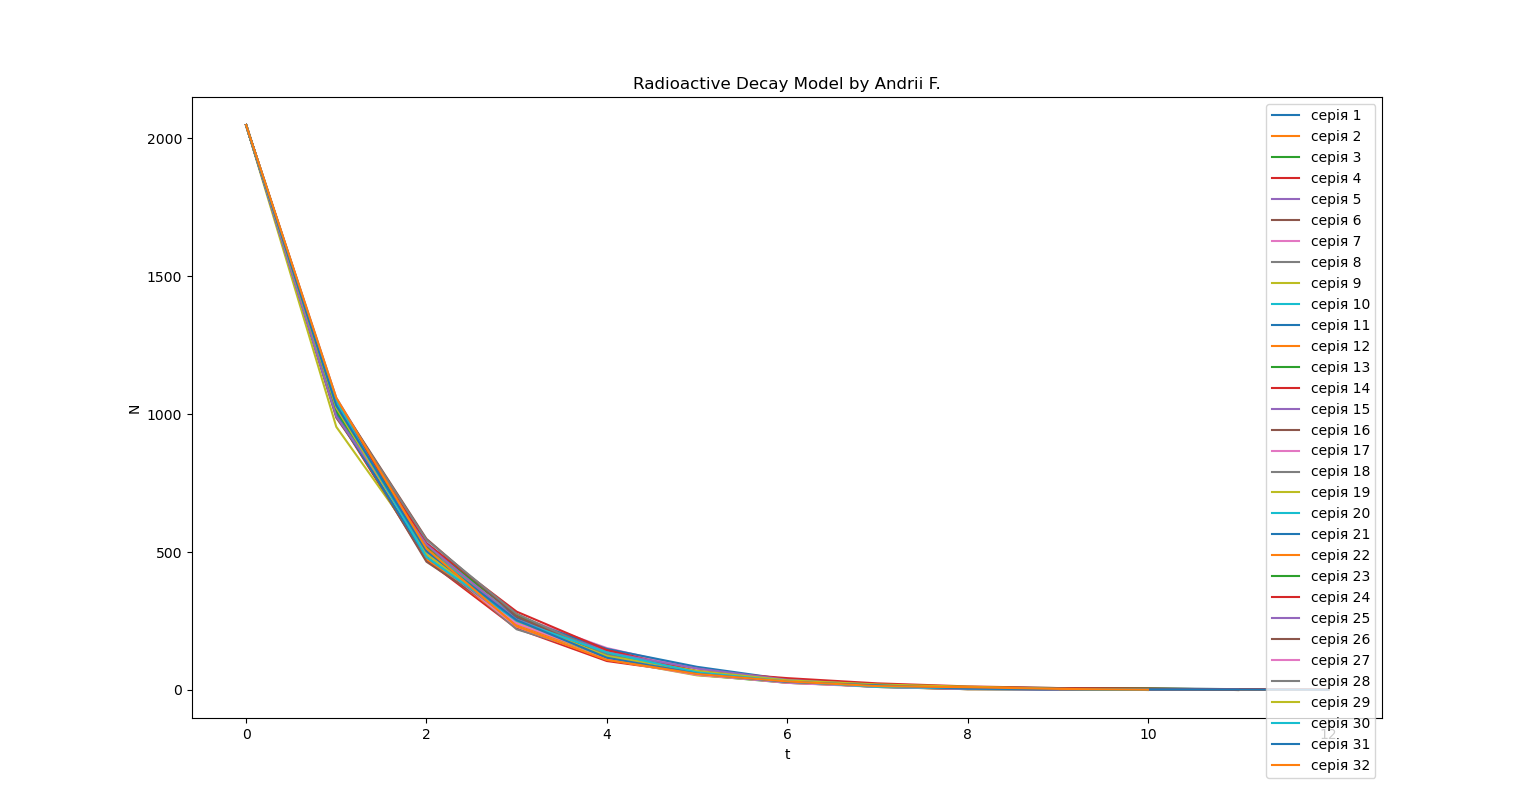 Radioactive Decay Model by Andrii F.
2000
1500
1000
500
0
N
0
2
4
6
8
10
12
t
серія 1
серія 2
серія 3
серія 4
серія 5
серія 6
серія 7
серія 8
серія 9
серія 10
серія 11
серія 12
серія 13
серія 14
серія 15
серія 16
серія 17
серія 18
серія 19
серія 20
серія 21
серія 22
серія 23
серія 24
серія 25
серія 26
серія 27
серія 28
серія 29
серія 30
серія 31
серія 32